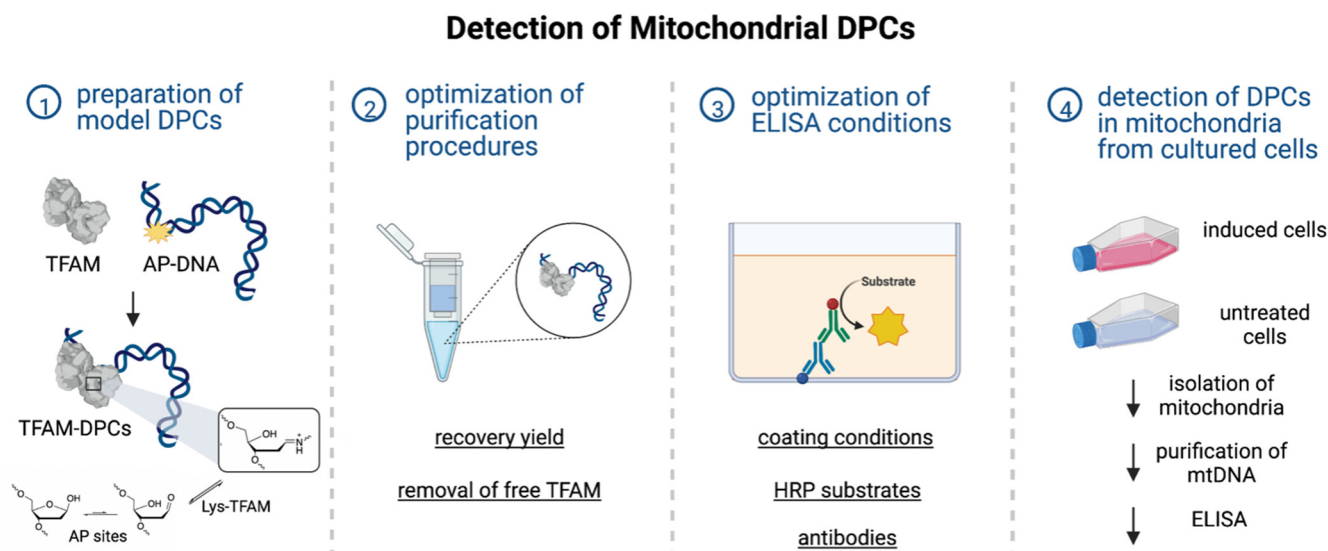 Detection of Mitochondrial DPCs
1
preparation of
model DPCs
TFAM
AP-DNA
TFAM-DPCs
O
OH
N
+
H
O
O
O
OH
O
O
OH
O
O
AP sites
Lys-TFAM
2
optimization of
purification
procedures
recovery yield
removal of free TFAM
3
optimization of
ELISA conditions
Substrate
coating conditions
HRP substrates
antibodies
4
detection of DPCs
in mitochondria
from cultured cells
induced cells
untreated
cells
isolation of
mitochondria
purification of
mtDNA
ELISA